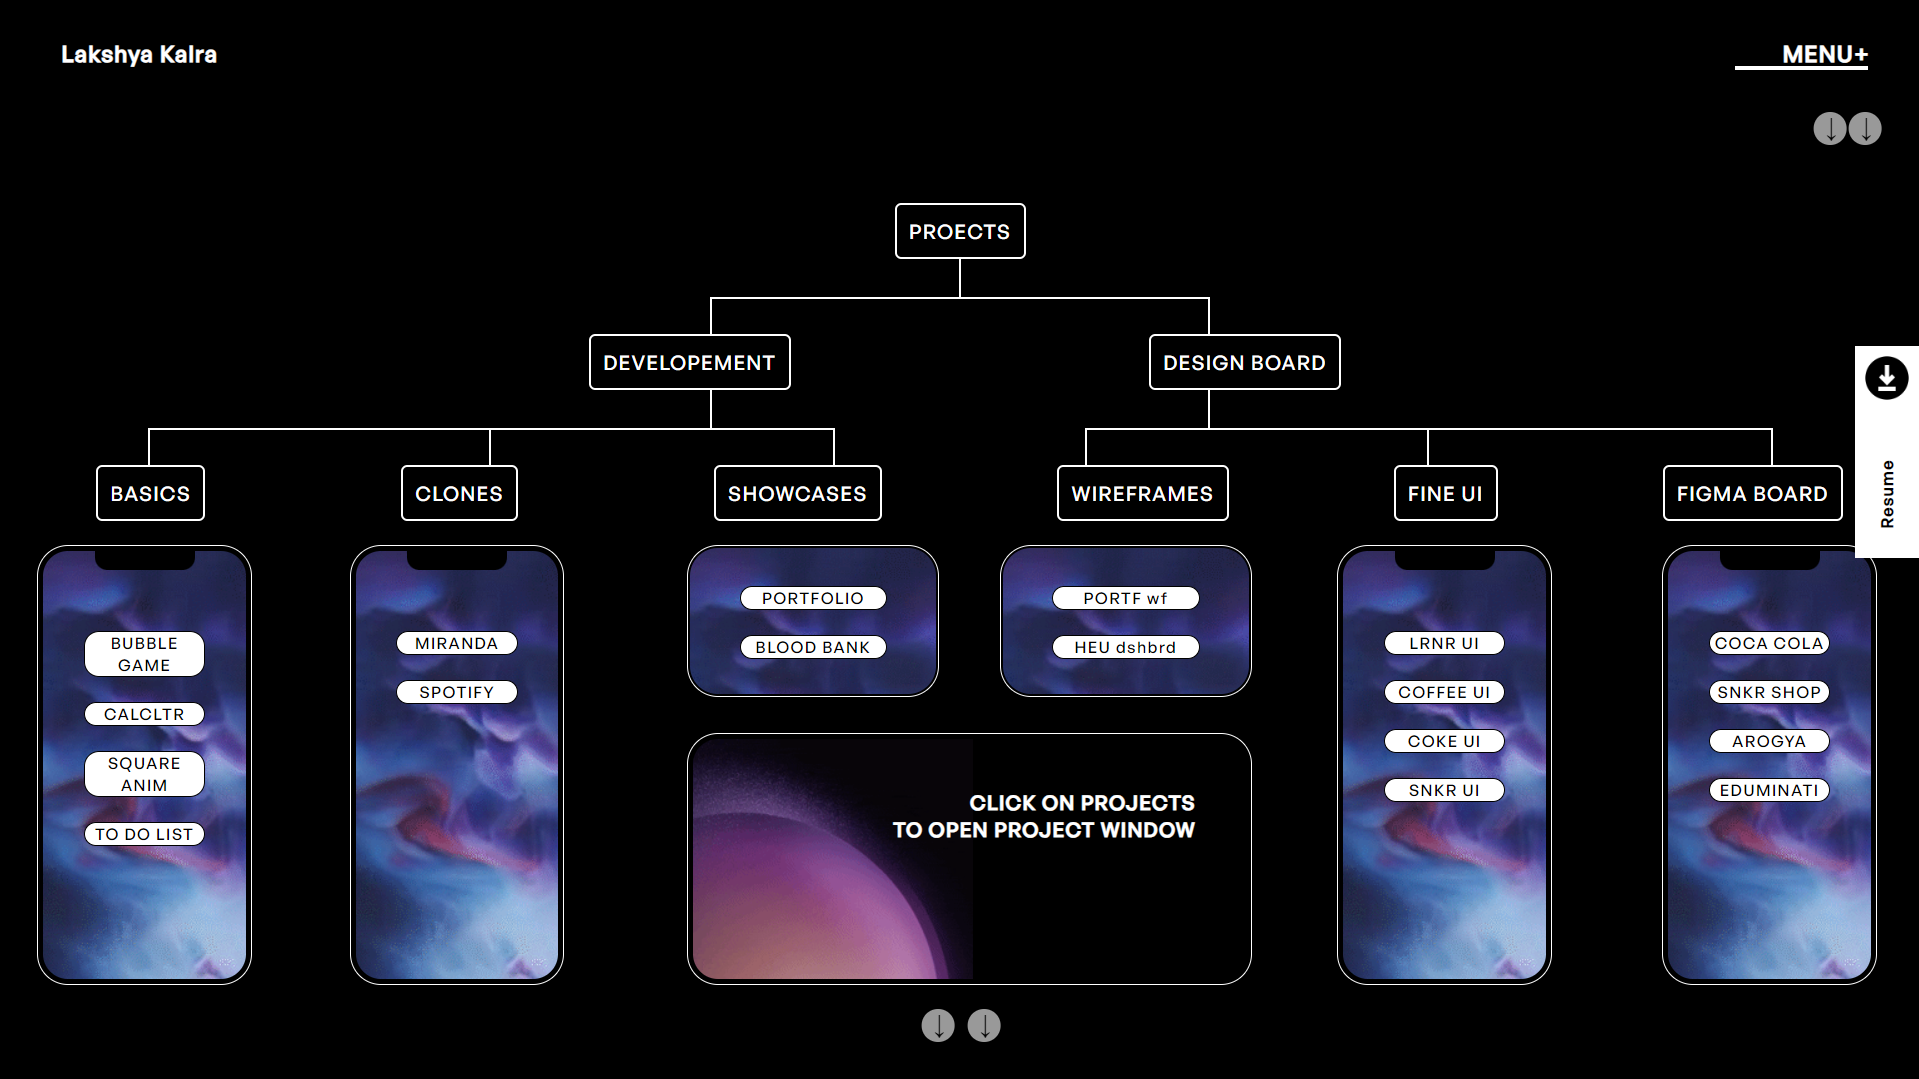 Lakshya Kalra
MENU+
PROECTS
DEVELOPEMENT
DESIGN BOARD
BASICS
CLONES
SHOWCASES
WIREFRAMES
FINE UI
FIGMA BOARD
Resume
BUBBLE
GAME
CALCLTR
SQUARE
ANIM
TO DO LIST
MIRANDA
SPOTIFY
PORTFOLIO
BLOOD BANK
PORTF wf
HEU dshbrd
CLICK ON PROJECTS
TO OPEN PROJECT WINDOW
LRNR UI
COFFEE UI
COKE UI
SNKR UI
COCA COLA
SNKR SHOP
AROGYA
EDUMINATI